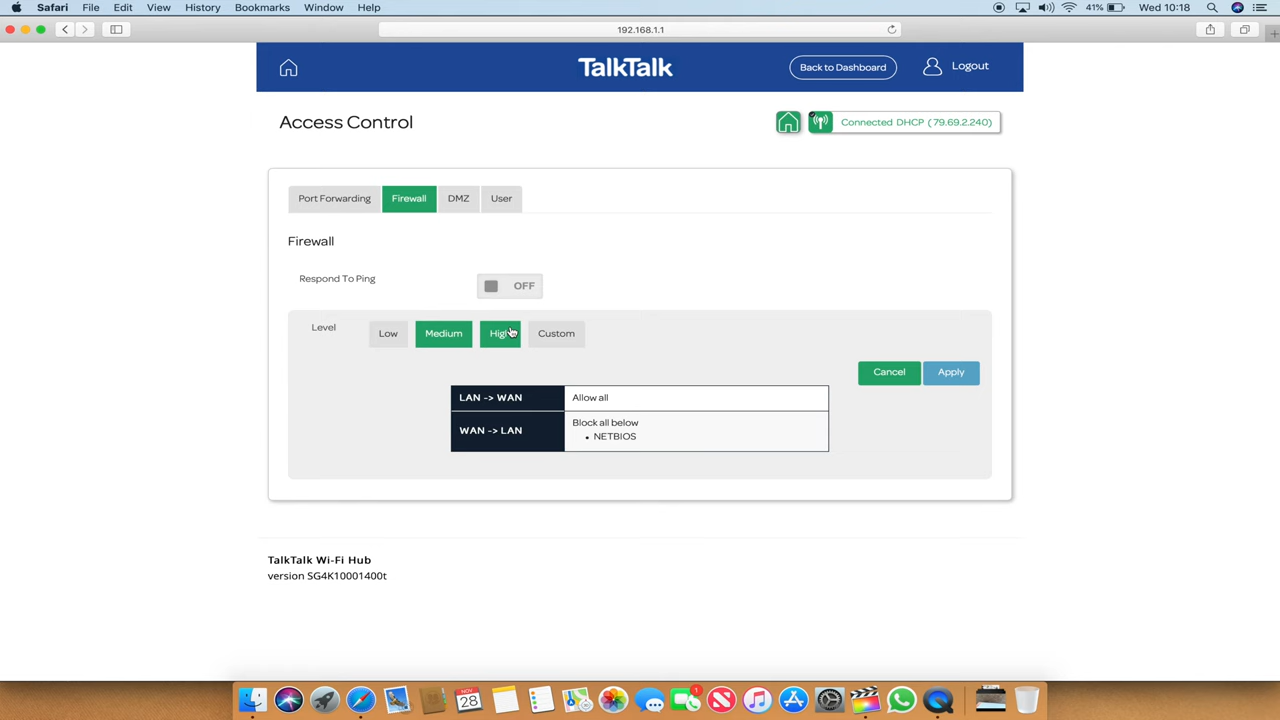 Safari File Edit View History Bookmarks Window Help 41% Wed 10:18
192.168.1.1
TalkTalk Back to Dashboard Logout
Access Control Connected DHCP (79.69.2.240)
Port Forwarding Firewall DMZ User
Firewall
Respond To Ping OFF
Level Low Medium High Custom
Cancel Apply
LAN -> WAN Allow all
WAN -> LAN Block all below
• NETBIOS
TalkTalk Wi-Fi Hub
version SG4K10001400t
NOV
28
1